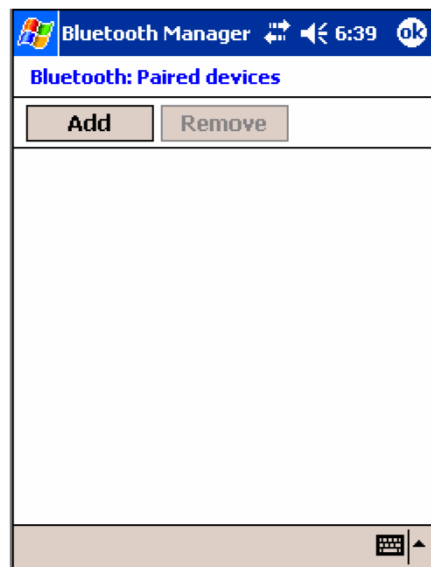 Bluetooth Manager 6:39 ok
Bluetooth: Paired devices
Add Remove